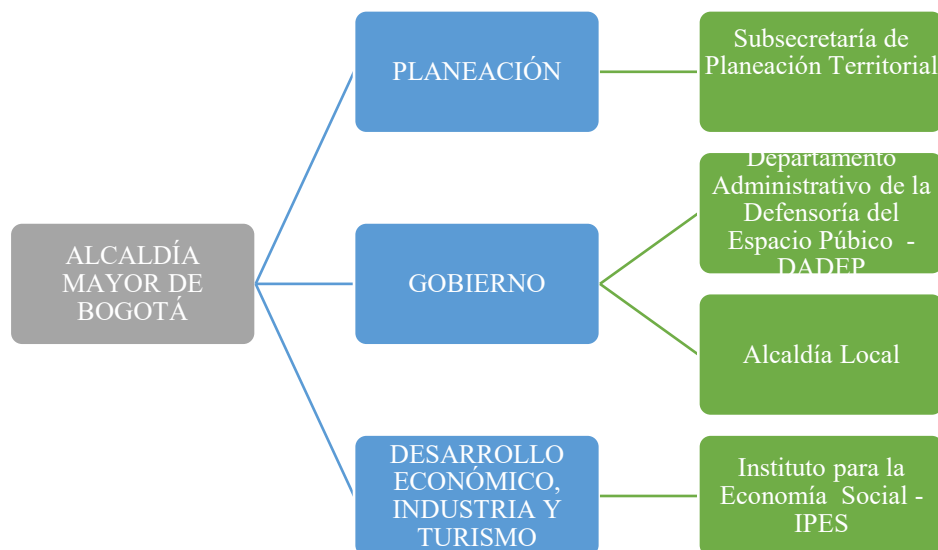 ALCALDÍA
MAYOR DE
BOGOTÁ
PLANEACIÓN
GOBIERNO
DESARROLLO
ECONÓMICO,
INDUSTRIA Y
TURISMO
Subsecretaría de
Planeación Territorial
Departamento
Administrativo de la
Defensoría del
Espacio Púbico -
DADEP
Alcaldía Local
Instituto para la
Economía Social -
IPES